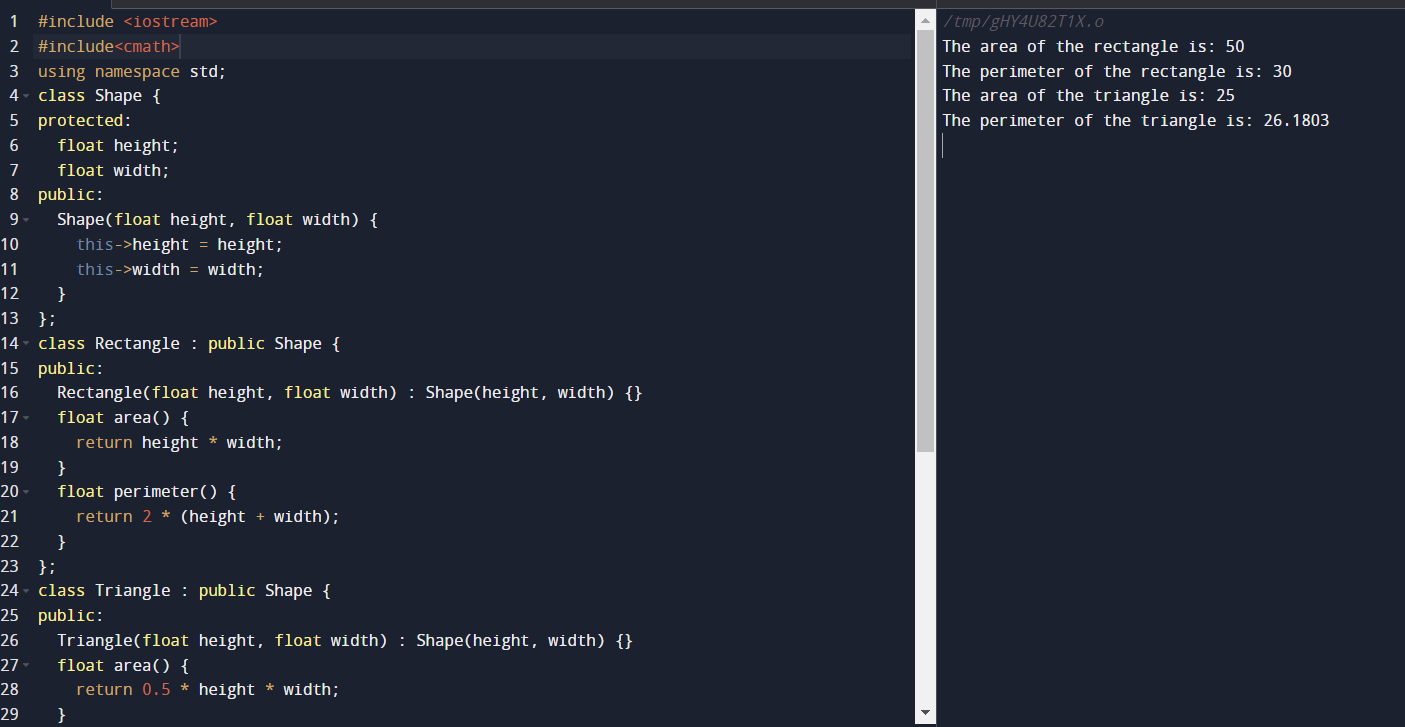 1 #include <iostream>
2 #include<cmath>
3 using namespace std;
4 class Shape {
5 protected:
6   float height;
7   float width;
8 public:
9   Shape(float height, float width) {
10     this->height = height;
11     this->width = width;
12   }
13 };
14 class Rectangle : public Shape {
15 public:
16   Rectangle(float height, float width) : Shape(height, width) {}
17   float area() {
18     return height * width;
19   }
20   float perimeter() {
21     return 2 * (height + width);
22   }
23 };
24 class Triangle : public Shape {
25 public:
26   Triangle(float height, float width) : Shape(height, width) {}
27   float area() {
28     return 0.5 * height * width;
29   }
/tmp/gHY4U82T1X.o
The area of the rectangle is: 50
The perimeter of the rectangle is: 30
The area of the triangle is: 25
The perimeter of the triangle is: 26.1803